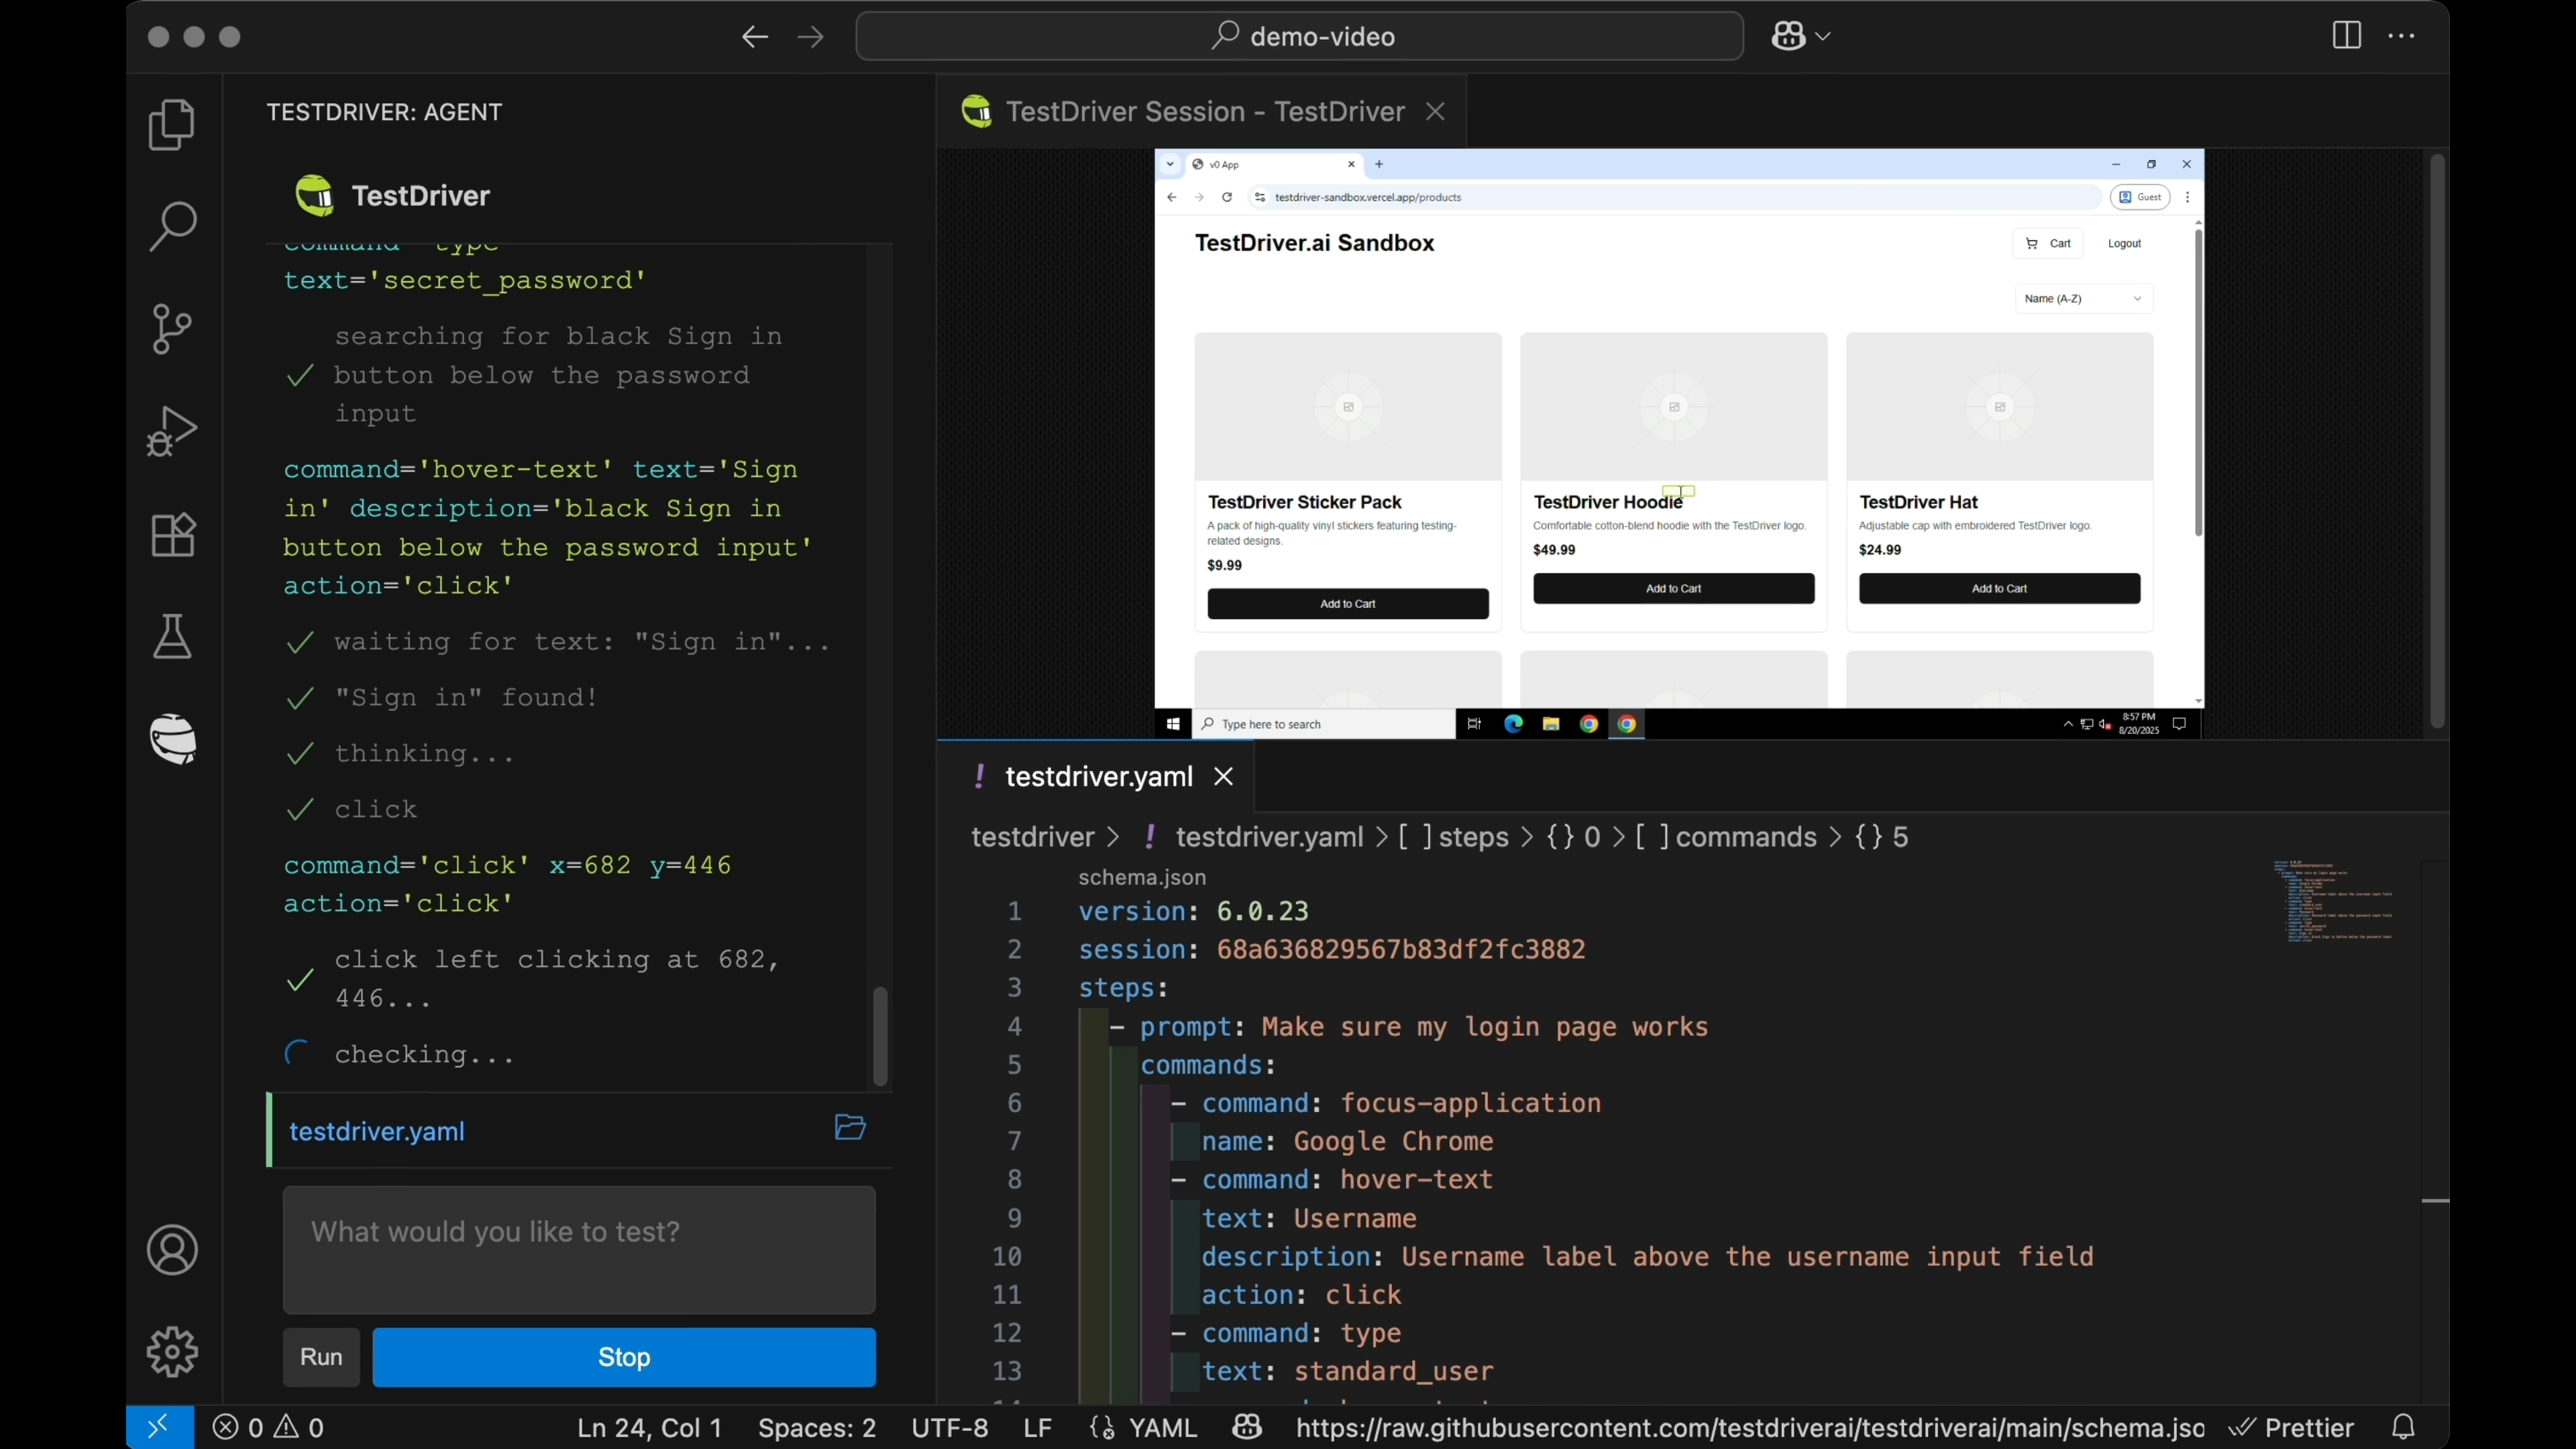 demo-video
TESTDRIVER: AGENT
TestDriver
command='type'
text='secret_password'
searching for black Sign in
button below the password
input
command='hover-text' text='Sign
in' description='black Sign in
button below the password input'
action='click'
waiting for text: "Sign in"...
"Sign in" found!
thinking...
click
command='click' x=682 y=446
action='click'
click left clicking at 682,
446...
checking...
testdriver.yaml
What would you like to test?
Run
Stop
TestDriver Session - TestDriver
v0 App
testdriver-sandbox.vercel.app/products
Guest
TestDriver.ai Sandbox
Cart
Logout
Name (A-Z)
TestDriver Sticker Pack
A pack of high-quality vinyl stickers featuring testing-
related designs.
$9.99
Add to Cart
TestDriver Hoodie
Comfortable cotton-blend hoodie with the TestDriver logo.
$49.99
Add to Cart
TestDriver Hat
Adjustable cap with embroidered TestDriver logo.
$24.99
Add to Cart
Type here to search
8:57 PM
8/20/2025
testdriver.yaml
testdriver > ! testdriver.yaml > [ ] steps > {} 0 > [ ] commands > {} 5
schema.json
1 version: 6.0.23
2 session: 68a636829567b83df2fc3882
3 steps:
4 - prompt: Make sure my login page works
5 commands:
6 - command: focus-application
7 name: Google Chrome
8 - command: hover-text
9 text: Username
10 description: Username label above the username input field
11 action: click
12 - command: type
13 text: standard_user
0 0
Ln 24, Col 1
Spaces: 2
UTF-8
LF
YAML
https://raw.githubusercontent.com/testdriverai/testdriverai/main/schema.jso
Prettier